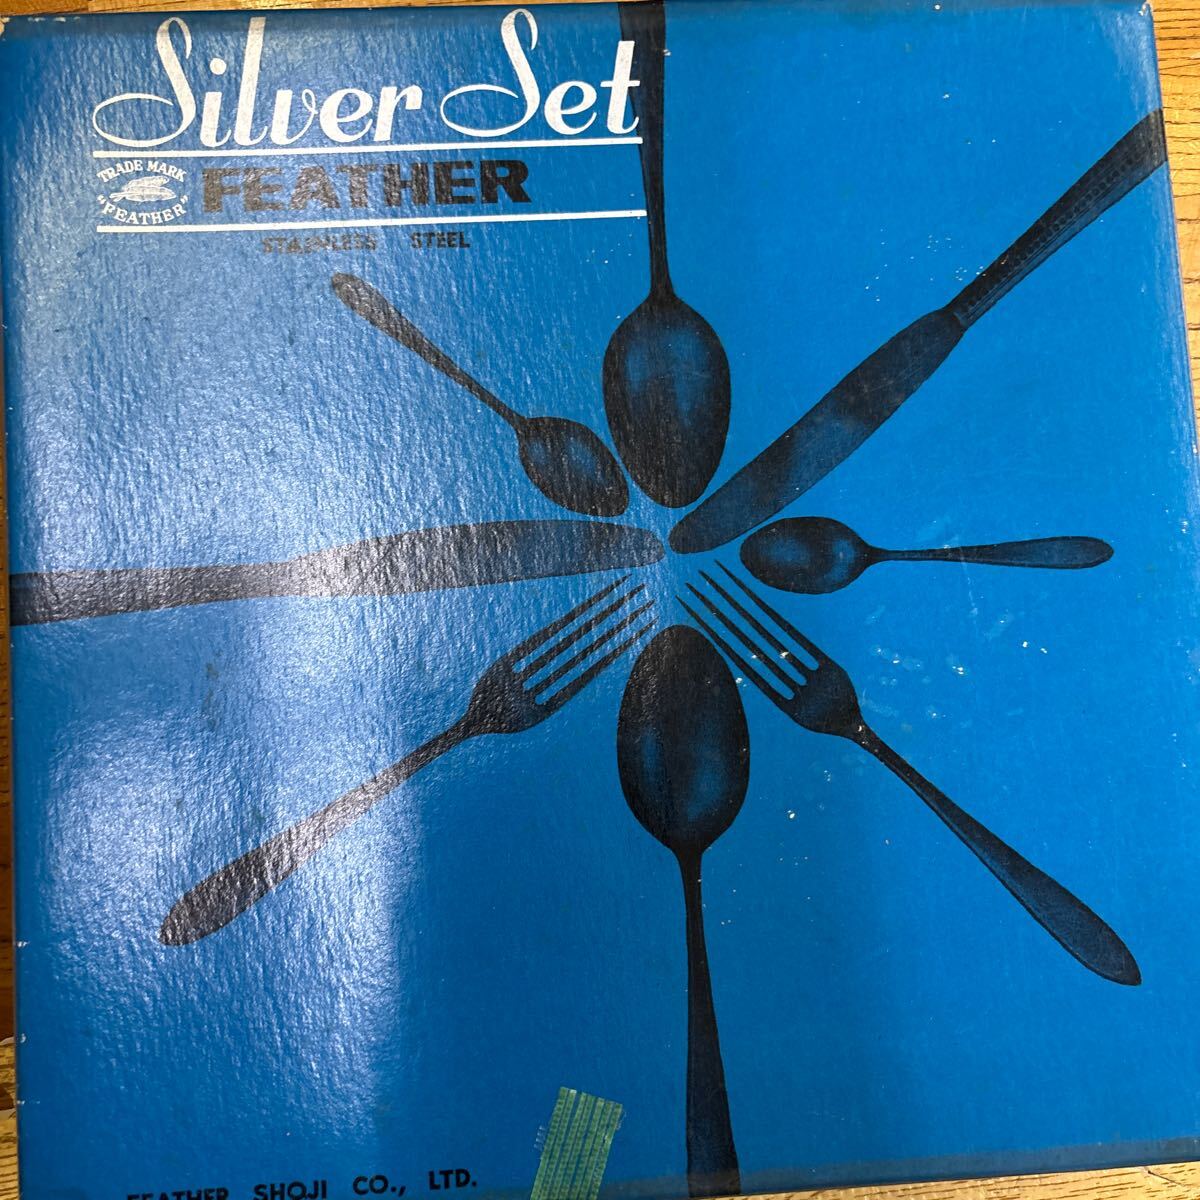 Silver Set
TRADE MARK
"FEATHER"
FEATHER
STAINLESS STEEL
FEATHER SHOJI CO., LTD.